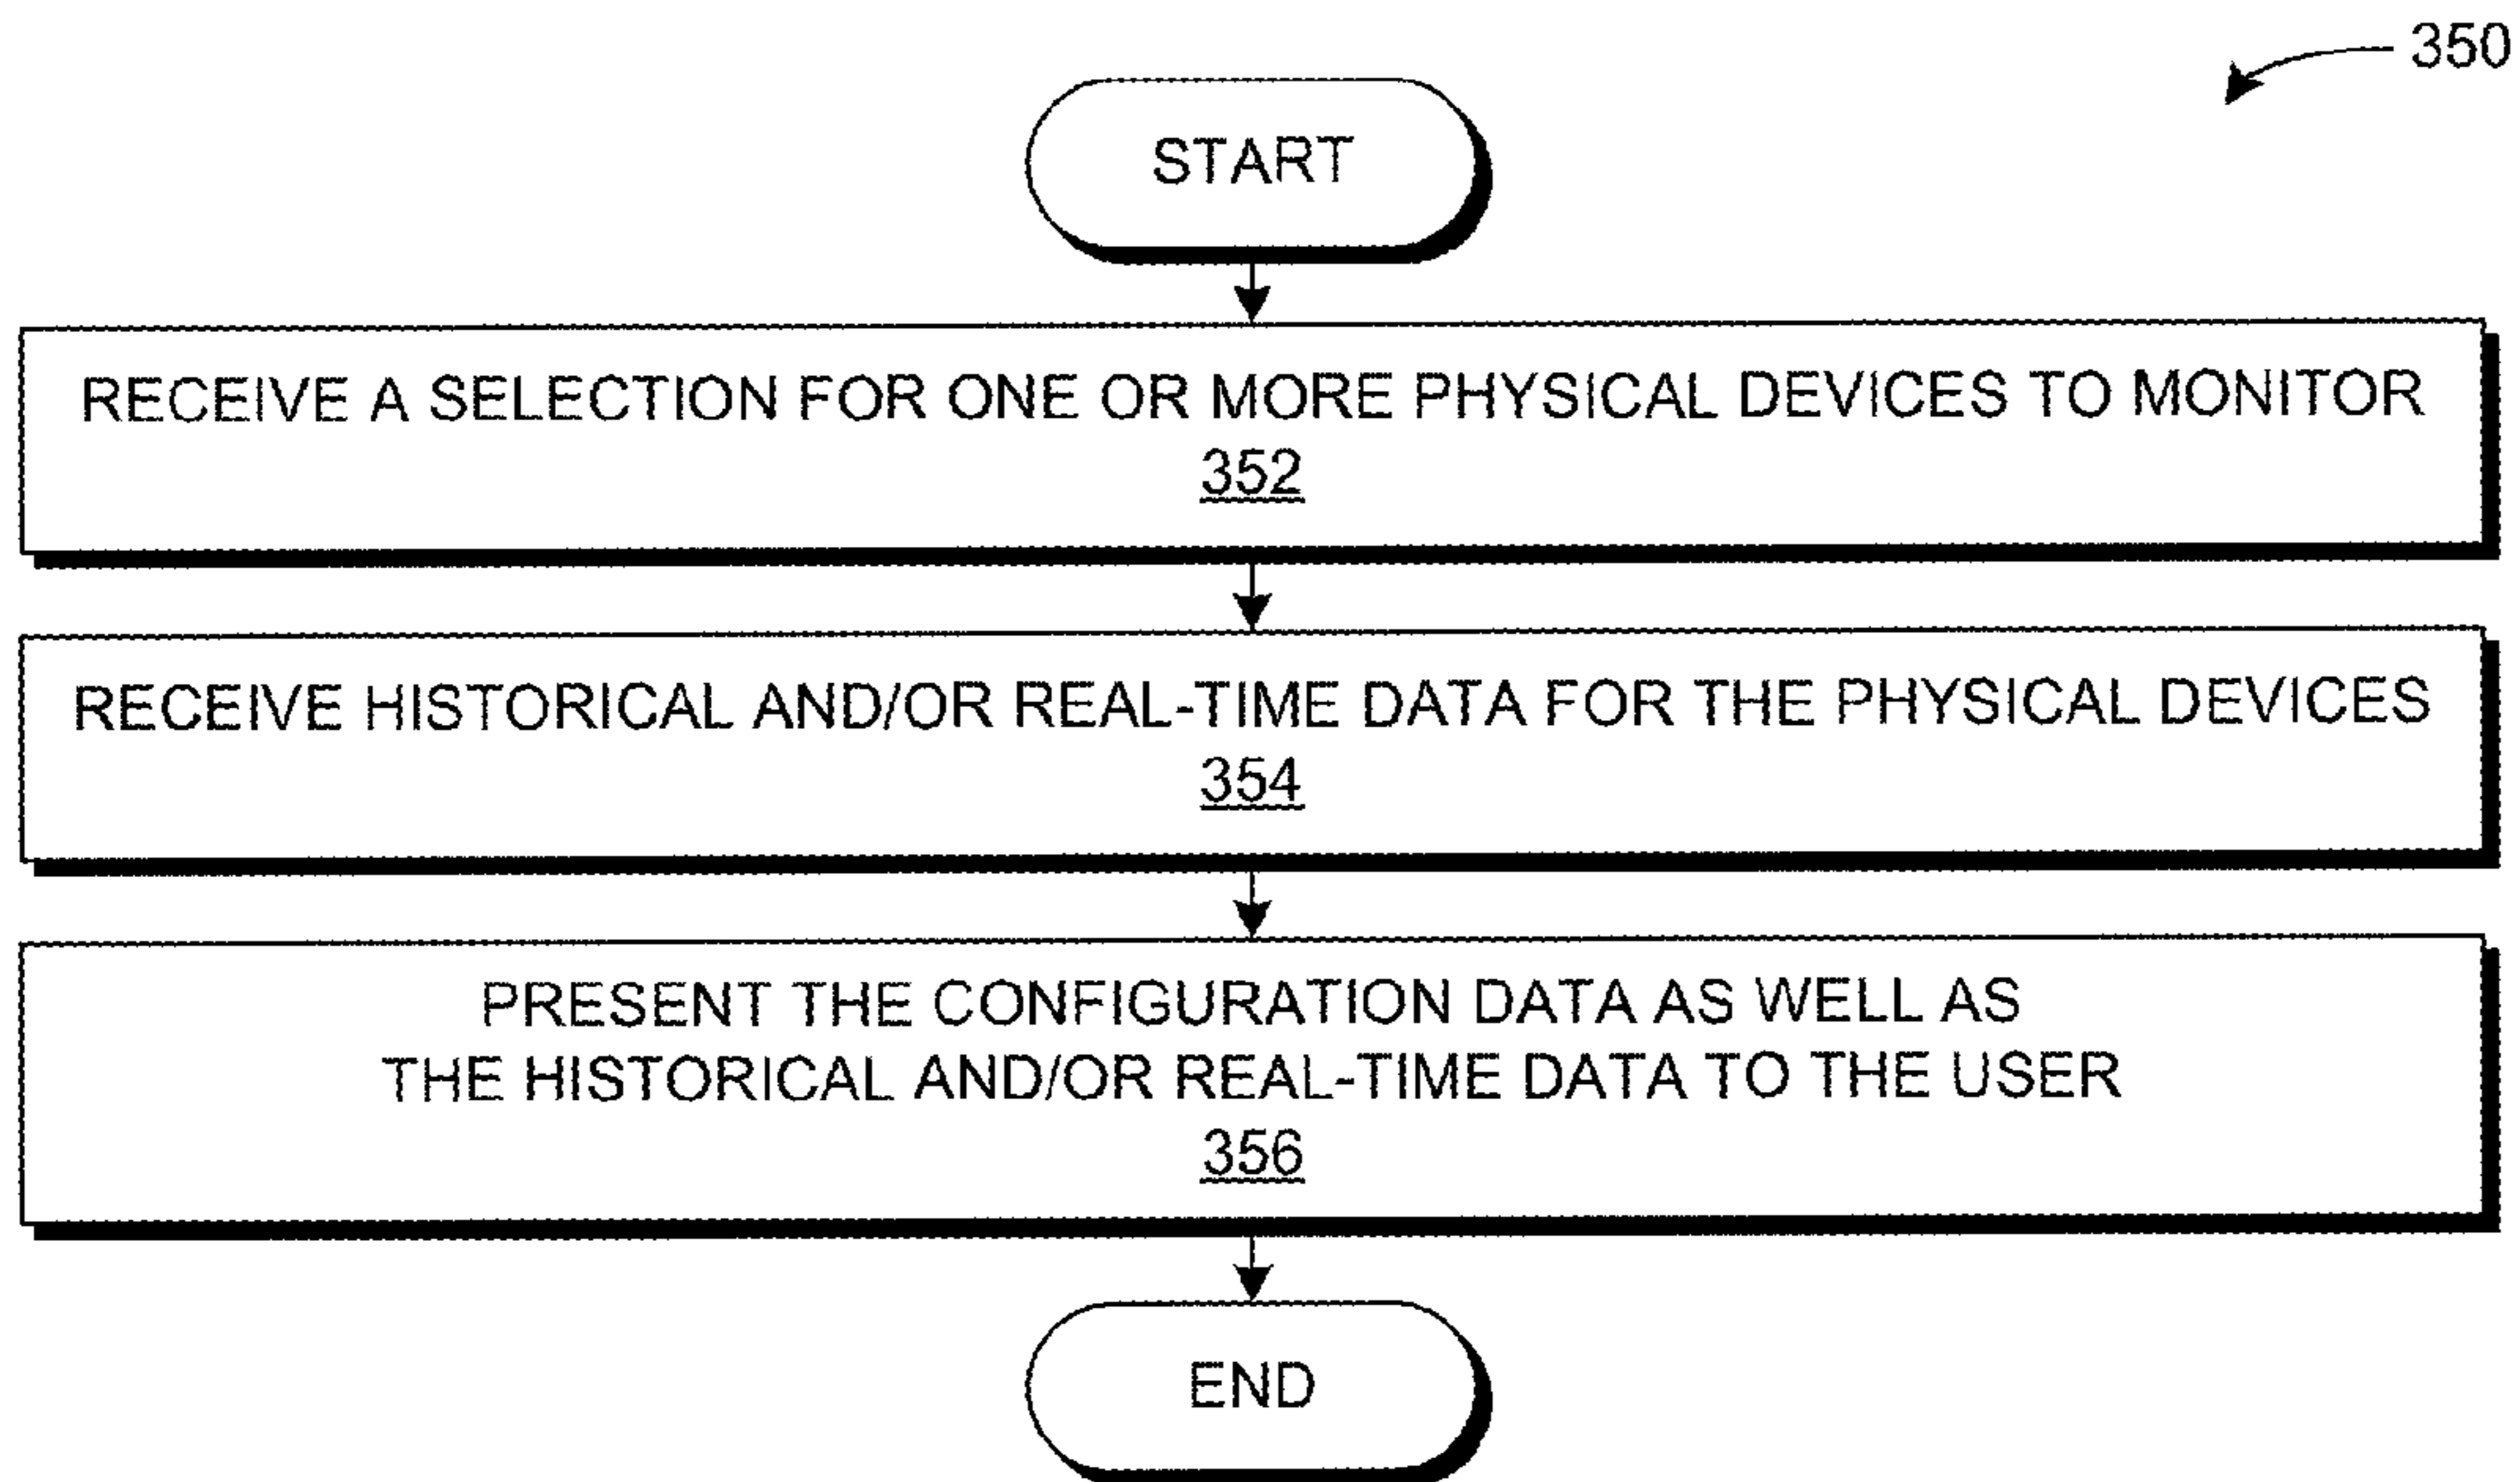 350
START
RECEIVE A SELECTION FOR ONE OR MORE PHYSICAL DEVICES TO MONITOR
352
RECEIVE HISTORICAL AND/OR REAL-TIME DATA FOR THE PHYSICAL DEVICES
354
PRESENT THE CONFIGURATION DATA AS WELL AS
THE HISTORICAL AND/OR REAL-TIME DATA TO THE USER
356
END